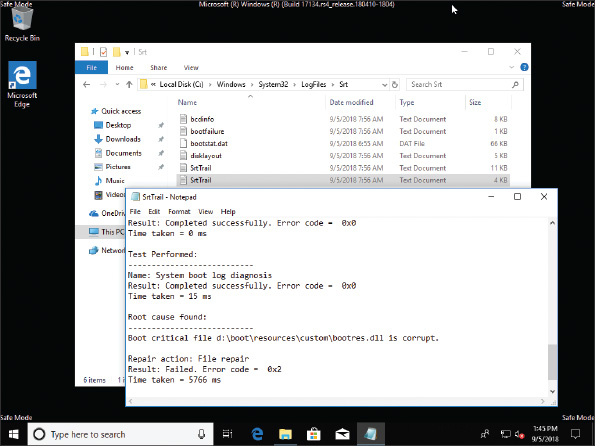 Safe Mode
Microsoft (R) Windows (R) (Build 17134.rs4_release.180410-1804)
Safe Mode
Recycle Bin
Microsoft
Edge
Srt
File
Home
Share
View
« Local Disk (C:) › Windows › System32 › LogFiles › Srt
Search Srt
Name
Date modified
Type
Size
Quick access
Desktop
Downloads
Documents
Pictures
Music
Videos
OneDriv
This PC
Network
bcdinfo 9/5/2018 7:56 AM Text Document 8 KB
bootfailure 9/5/2018 7:56 AM Text Document 1 KB
bootstat.dat 9/5/2018 6:55 AM DAT File 66 KB
disklayout 9/5/2018 7:56 AM Text Document 5 KB
SrtTrail 9/5/2018 7:56 AM Text Document 11 KB
SrtTrail 9/5/2018 7:56 AM Text Document 4 KB
6 items
SrtTrail - Notepad
File Edit Format View Help
Result: Completed successfully. Error code = 0x0
Time taken = 0 ms
Test Performed:
---------------------------
Name: System boot log diagnosis
Result: Completed successfully. Error code = 0x0
Time taken = 15 ms
Root cause found:
---------------------------
Boot critical file d:\boot\resources\custom\bootres.dll is corrupt.
Repair action: File repair
Result: Failed. Error code = 0x2
Time taken = 5766 ms
Safe Mode
Safe Mode
Type here to search
1:45 PM
9/5/2018